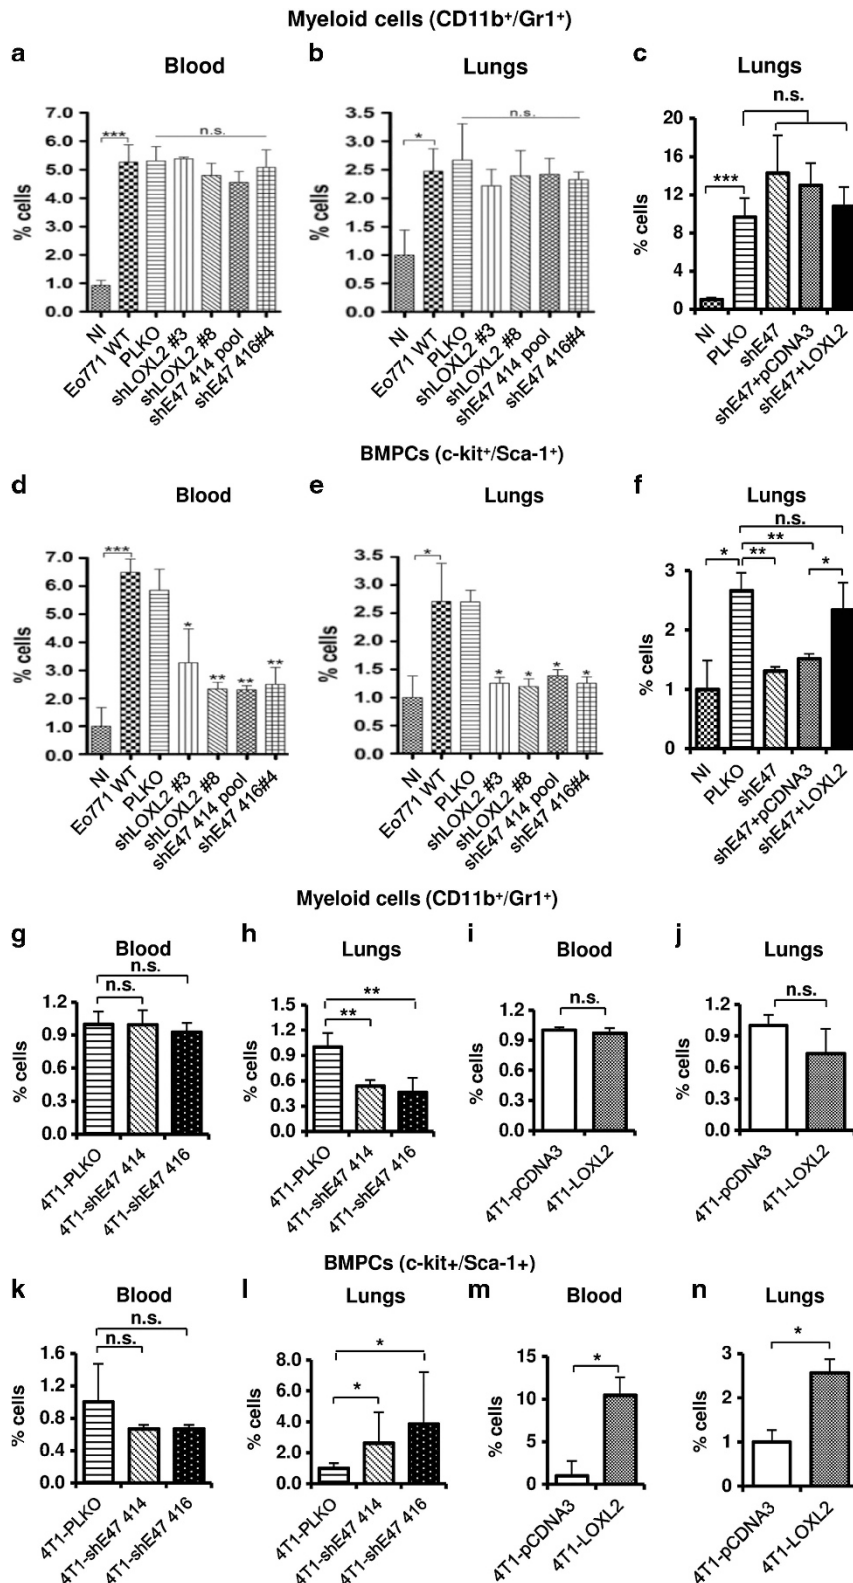 Myeloid cells (CD11b+/Gr1+)
a
Blood
7.0
6.0
5.0
4.0
3.0
2.0
1.0
0.0
% cells
***
n.s.
NI
Eo771 WT
PLKO
shLOXL2 #3
shLOXL2 #8
shE47 414 pool
shE47 416#4
b
Lungs
3.5
3.0
2.5
2.0
1.5
1.0
0.5
0.0
% cells
*
n.s.
NI
Eo771 WT
PLKO
shLOXL2 #3
shLOXL2 #8
shE47 414 pool
shE47 416#4
c
Lungs
20
16
12
8
4
0
% cells
***
n.s.
NI
PLKO
shE47
shE47+pCDNA3
shE47+LOXL2
BMPCs (c-kit+/Sca-1+)
d
Blood
7.0
6.0
5.0
4.0
3.0
2.0
1.0
0.0
% cells
***
*
**
**
**
NI
Eo771 WT
PLKO
shLOXL2 #3
shLOXL2 #8
shE47 414 pool
shE47 416#4
e
Lungs
3.5
3.0
2.5
2.0
1.5
1.0
0.5
0.0
% cells
*
*
*
*
*
NI
Eo771 WT
PLKO
shLOXL2 #3
shLOXL2 #8
shE47 414 pool
shE47 416#4
f
Lungs
3
2
1
0
% cells
n.s.
**
*
**
*
NI
PLKO
shE47
shE47+pCDNA3
shE47+LOXL2
Myeloid cells (CD11b+/Gr1+)
g
Blood
1.2
0.9
0.6
0.3
0.0
% cells
n.s.
n.s.
4T1-PLKO
4T1-shE47 414
4T1-shE47 416
h
Lungs
1.5
1.2
0.9
0.6
0.3
0.0
% cells
**
**
4T1-PLKO
4T1-shE47 414
4T1-shE47 416
i
Blood
1.2
0.9
0.6
0.3
0.0
% cells
n.s.
4T1-pCDNA3
4T1-LOXL2
j
Lungs
1.2
0.9
0.6
0.3
0.0
% cells
n.s.
4T1-pCDNA3
4T1-LOXL2
BMPCs (c-kit+/Sca-1+)
k
Blood
1.6
1.2
0.8
0.4
0.0
% cells
n.s.
n.s.
4T1-PLKO
4T1-shE47 414
4T1-shE47 416
l
Lungs
8.0
6.0
4.0
2.0
0.0
% cells
*
*
4T1-PLKO
4T1-shE47 414
4T1-shE47 416
m
Blood
15
10
5
0
% cells
*
4T1-pCDNA3
4T1-LOXL2
n
Lungs
3
2
1
0
% cells
*
4T1-pCDNA3
4T1-LOXL2